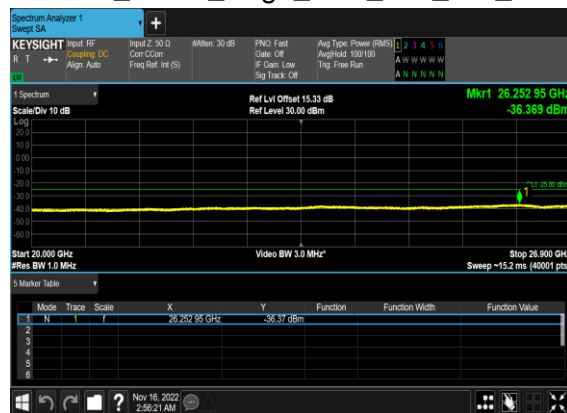 Spectrum Analyzer 1
Swept SA
+
KEYSIGHT Input: RF Input Z: 50 Ω #Atten: 30 dB PNO: Fast Avg Type: Power (RMS) 1 2 3 4 5 6
R T Coupling: DC Corr CCorr Gate: Off Avg|Hold: 100/100 A W W W W W
Align: Auto Freq Ref: Int (S) IF Gain: Low Trig: Free Run A N N N N N
Sig Track: Off
1 Spectrum Ref Lvl Offset 15.33 dB Mkr1 26.252 95 GHz
Scale/Div 10 dB Ref Level 30.00 dBm -36.369 dBm
Log
20.0
10.0
0.00
-10.0
-20.0
DL1 -25.00 dBm
1
-30.0
-40.0
-50.0
-60.0
Start 20.000 GHz Video BW 3.0 MHz* Stop 26.900 GHz
#Res BW 1.0 MHz Sweep ~15.2 ms (40001 pts)
5 Marker Table
Mode Trace Scale X Y Function Function Width Function Value
1 N 1 f 26.252 95 GHz -36.37 dBm
2
3
4
5
6
? Nov 16, 2022
2:56:21 AM